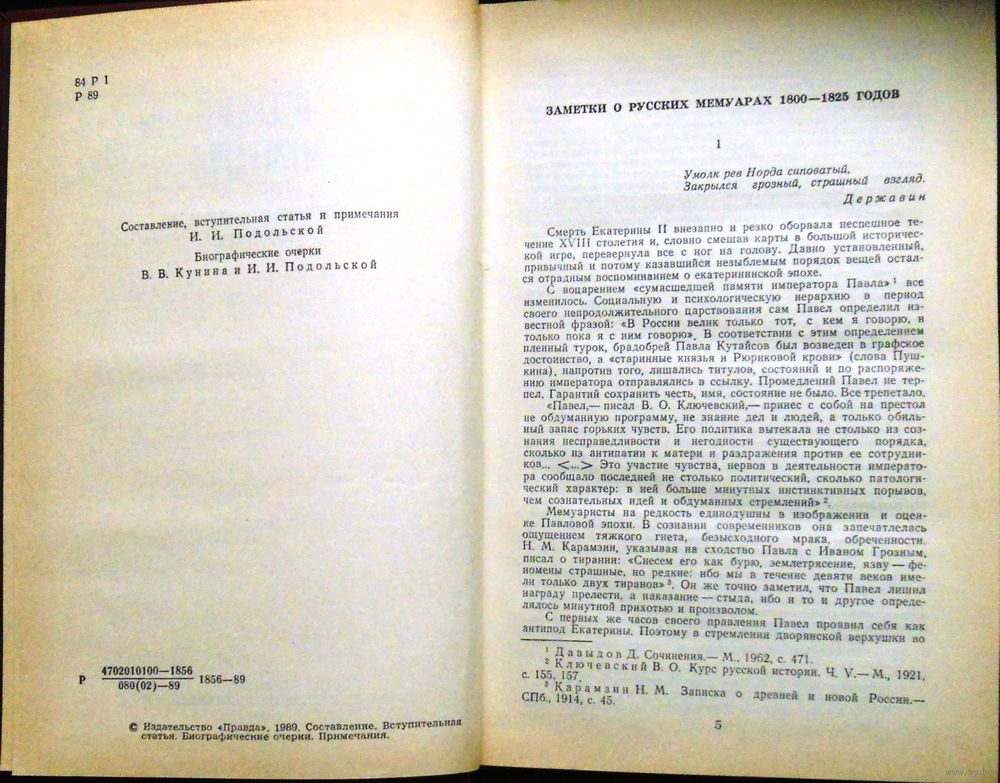 84 Р 1
Р 89
Составление, вступительная статья и примечания
И. И. Подольской
Биографические очерки
В. В. Кунина и И. И. Подольской
Р 4702010100—1856 1856—89
080(02)—89
© Издательство «Правда», 1989. Составление. Вступительная
статья. Биографические очерки. Примечания.
ЗАМЕТКИ О РУССКИХ МЕМУАРАХ 1800—1825 ГОДОВ
1
Умолк рев Норда сиповатый,
Закрылся грозный, страшный взгляд.
Державин
Смерть Екатерины II внезапно и резко оборвала неспешное те-
чение XVIII столетия и, словно смешав карты в большой историчес-
кой игре, перевернула все с ног на голову. Давно установленный,
привычный и потому казавшийся незыблемым порядок вещей остал-
ся отрадным воспоминанием о екатерининской эпохе.
С воцарением «сумасшедшей памяти императора Павла» 1 все
изменилось. Социальную и психологическую иерархию в период
своего непродолжительного царствования сам Павел определил из-
вестной фразой: «В России велик только тот, с кем я говорю, и
только пока я с ним говорю». В соответствии с этим определением
пленный турок, брадобрей Павла Кутайсов был возведен в графское
достоинство, а «старинные князья и Рюриковой крови» (слова Пуш-
кина), напротив того, лишались титулов, состояний и по распоряже-
нию императора отправлялись в ссылку. Промедлений Павел не тер-
пел. Гарантий сохранить честь, имя, состояние не было. Все трепетало.
«Павел,— писал В. О. Ключевский,— принес с собой на престол
не обдуманную программу, не знание дел и людей, а только обиль-
ный запас горьких чувств. Его политика вытекала не столько из со-
знания несправедливости и негодности существующего порядка,
сколько из антипатии к матери и раздражения против ее сотрудни-
ков... <...> Это участие чувства, нервов в деятельности императо-
ра сообщало последней не столько политический, сколько патологи-
ческий характер: в ней больше минутных инстинктивных порывов,
чем сознательных идей и обдуманных стремлений» 2.
Мемуаристы на редкость единодушны в изображении и оцен-
ке Павловой эпохи. В сознании современников она запечатлелась
ощущением тяжкого гнета, безысходного мрака, обреченности.
Н. М. Карамзин, указывая на сходство Павла с Иваном Грозным,
писал о тирании: «Снесем его как бурю, землетрясение, язву — фе-
номены страшные, но редкие: ибо мы в течение девяти веков име-
ли только двух тиранов» 3. Он же точно заметил, что Павел лишил
награду прелести, а наказание — стыда, ибо и то и другое опреде-
лялось минутной прихотью и произволом.
С первых же часов своего правления Павел проявил себя как
антипод Екатерины. Поэтому в стремлении дворянской верхушки во
1 Давыдов Д. Сочинения.— М., 1962, с. 471.
2 Ключевский В. О. Курс русской истории. Ч. V.— М., 1921,
с. 155, 157.
3 Карамзин Н. М. Записка о древней и новой России.—
СПб., 1914, с. 45.
5